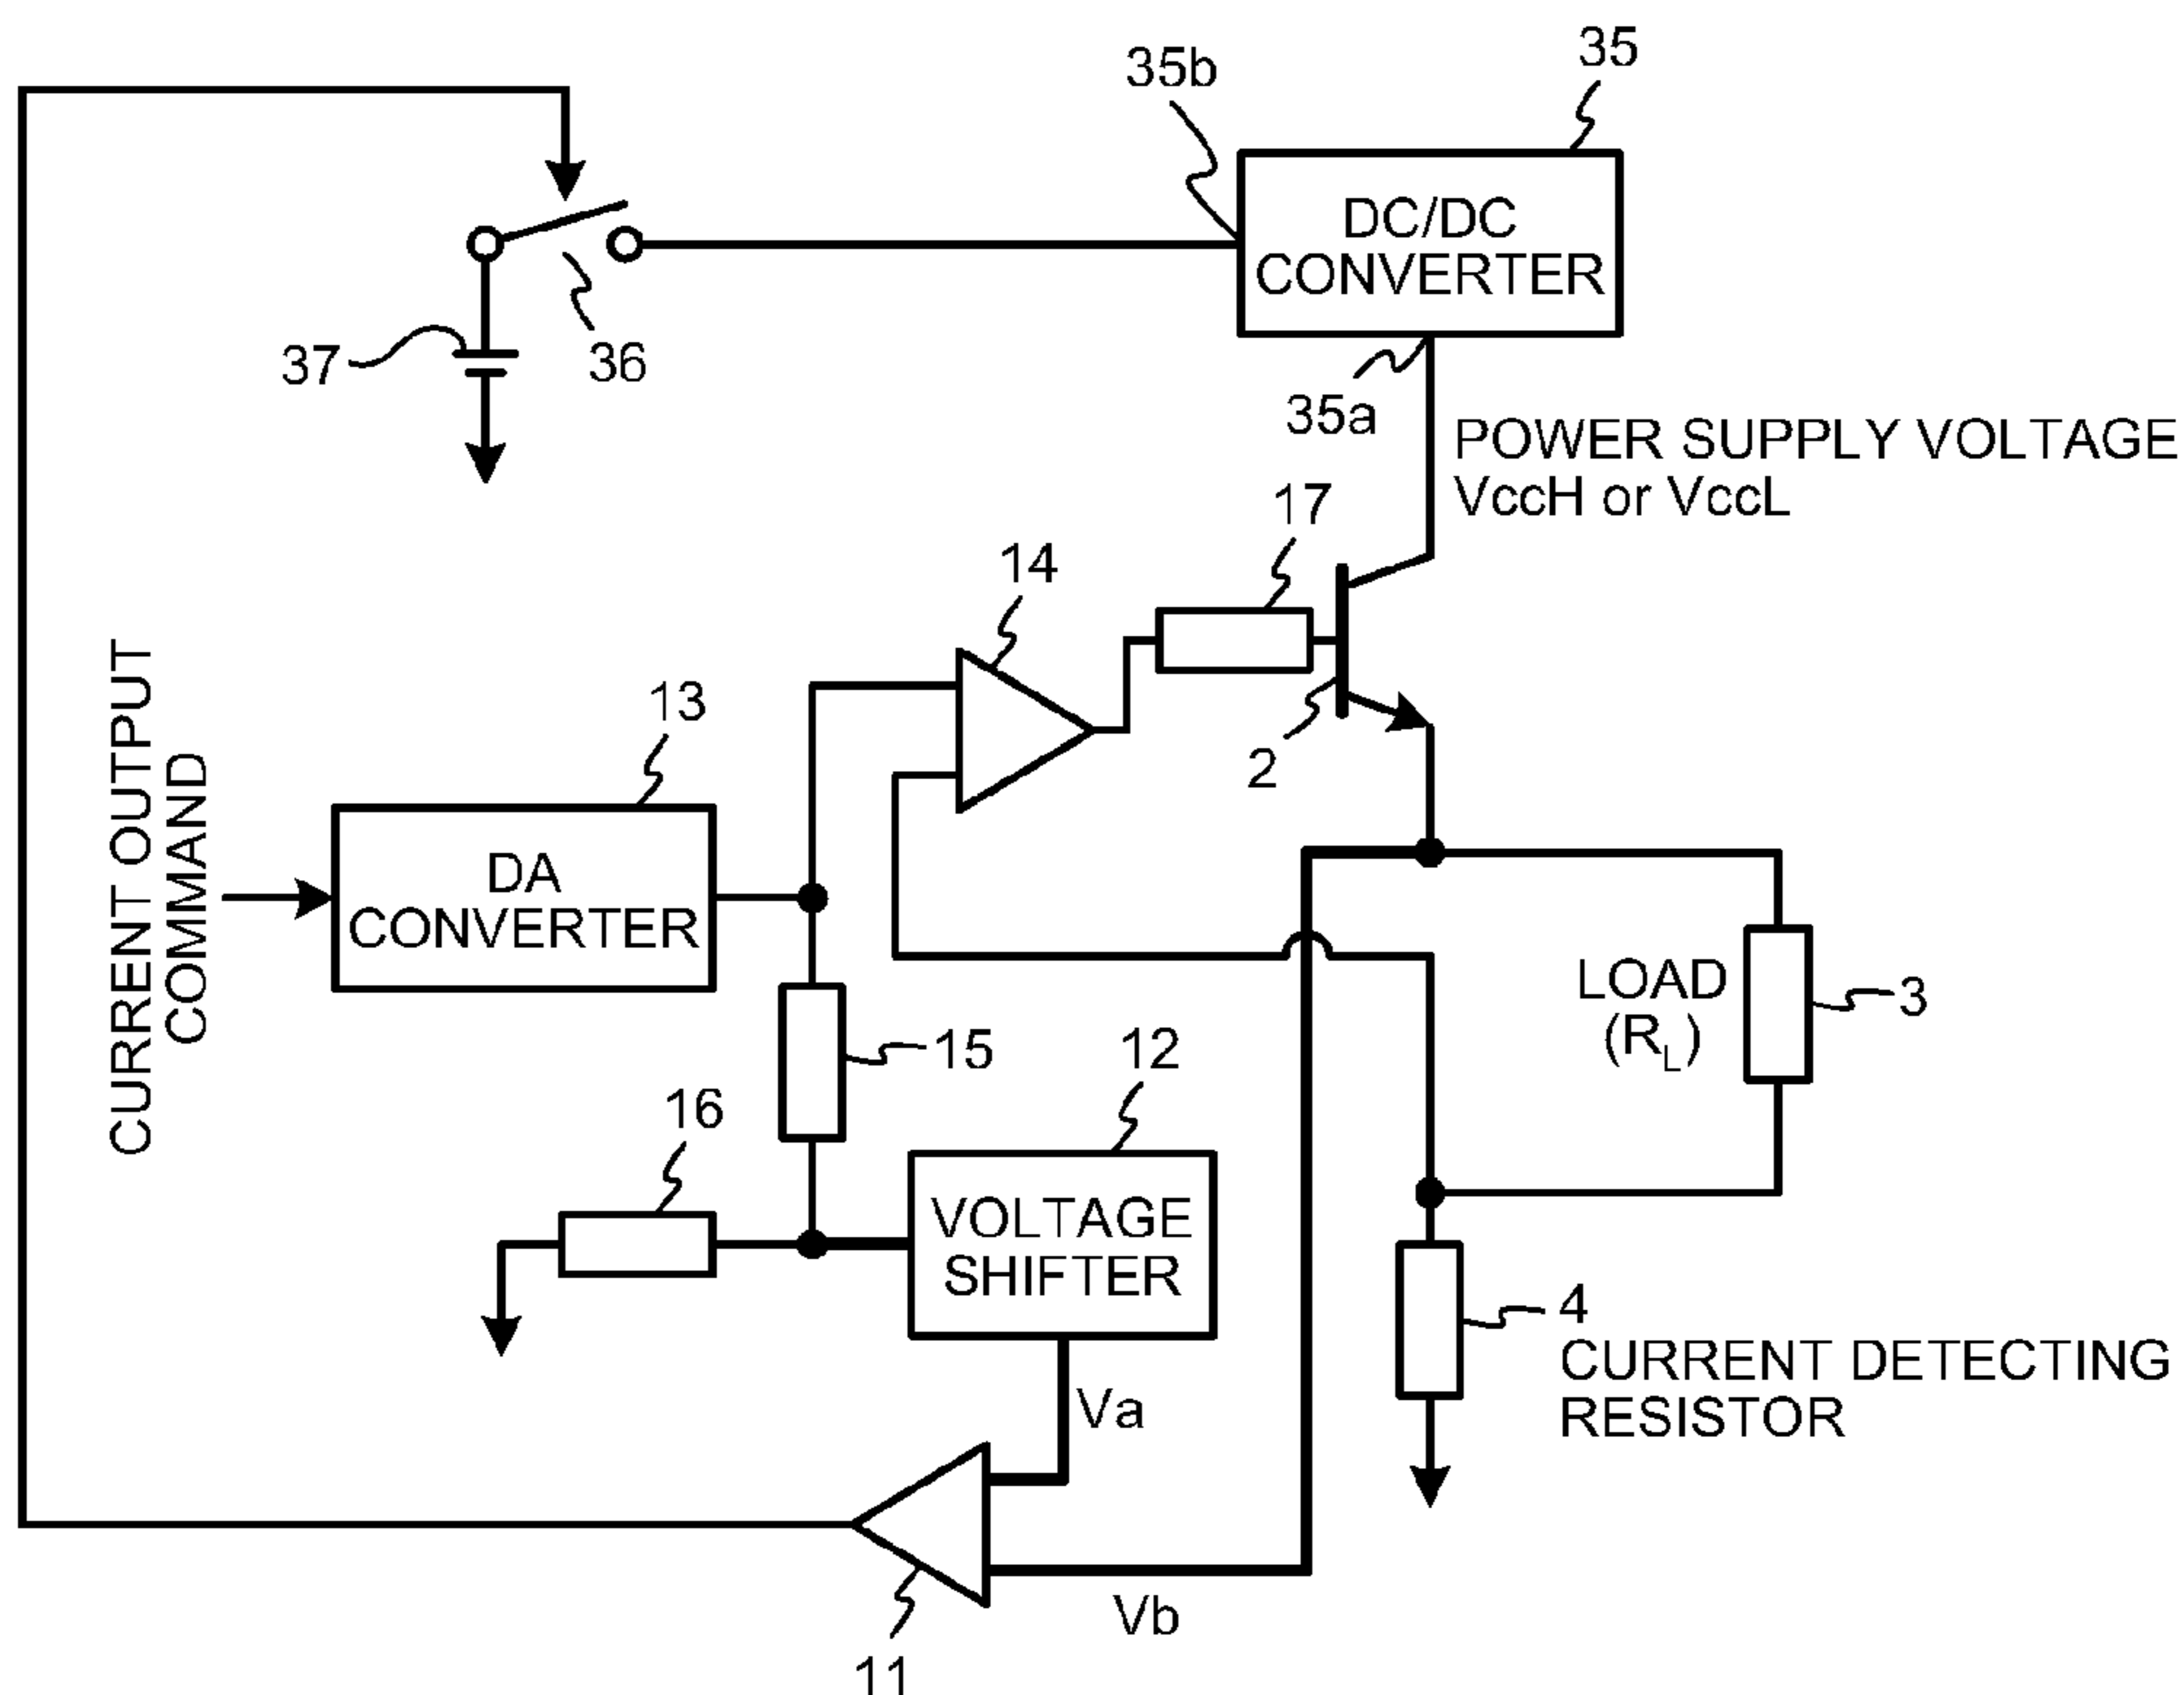 35
35b
DC/DC
CONVERTER
36
37
35a
POWER SUPPLY VOLTAGE
VccH or VccL
17
14
2
13
CURRENT OUTPUT
COMMAND
DA
CONVERTER
LOAD
(RL)
3
15
12
16
VOLTAGE
SHIFTER
4
CURRENT DETECTING
RESISTOR
Va
Vb
11